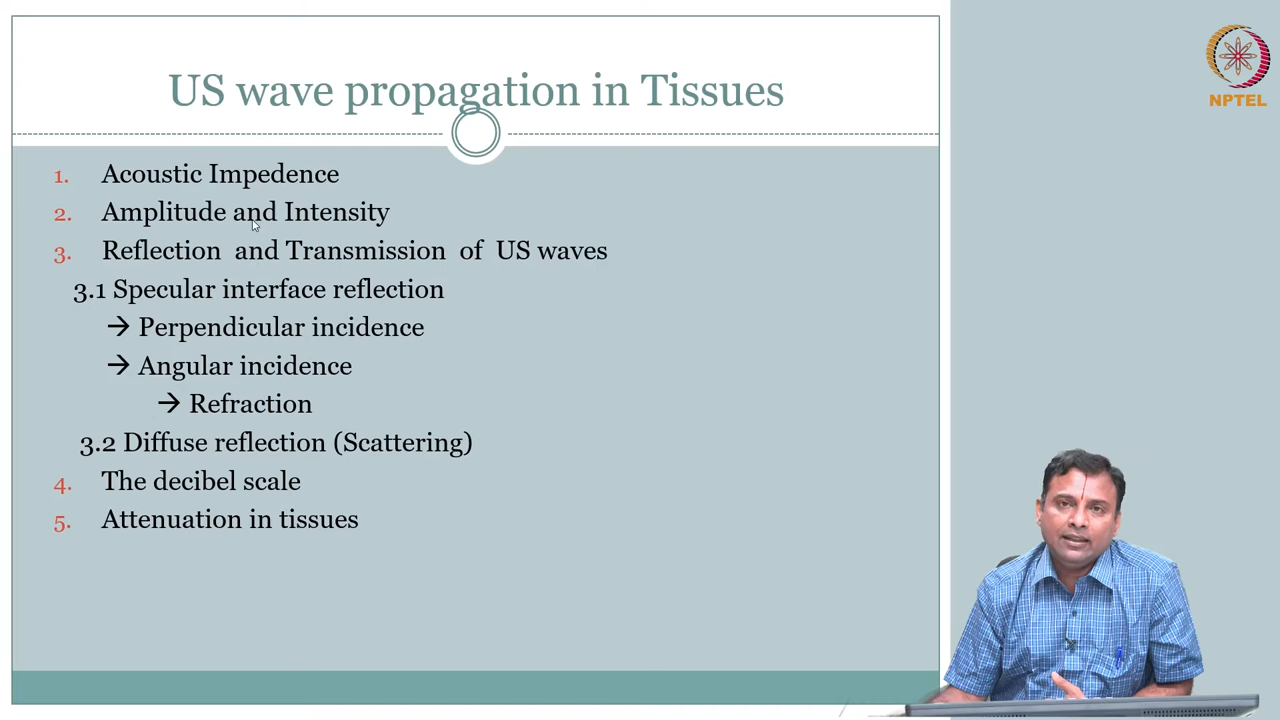 US wave propagation in Tissues
NPTEL
1. Acoustic Impedence
2. Amplitude and Intensity
3. Reflection and Transmission of US waves
3.1 Specular interface reflection
→ Perpendicular incidence
→ Angular incidence
→ Refraction
3.2 Diffuse reflection (Scattering)
4. The decibel scale
5. Attenuation in tissues